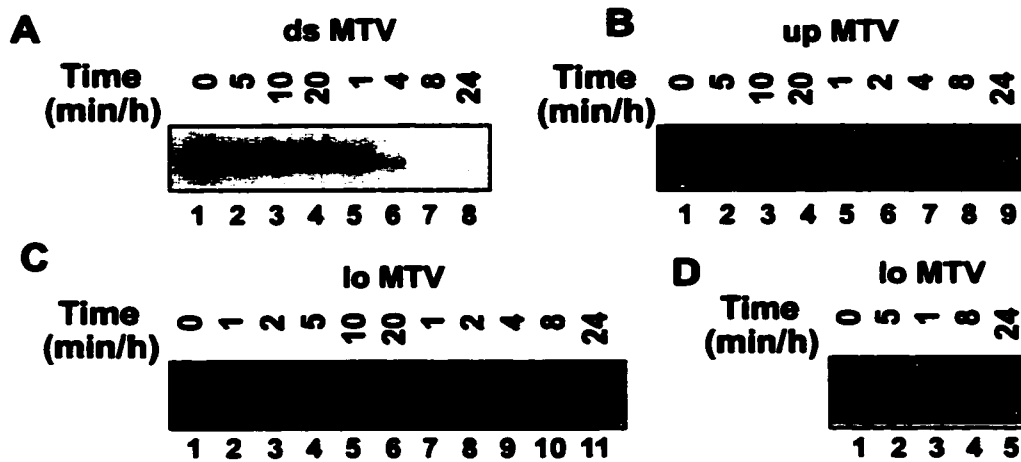 A
ds MTV
Time
(min/h)
0 5 10 20 1 4 8 24
1 2 3 4 5 6 7 8
B
up MTV
Time
(min/h)
0 5 10 20 1 2 4 8 24
1 2 3 4 5 6 7 8 9
C
lo MTV
Time
(min/h)
0 1 2 5 10 20 1 2 4 8 24
1 2 3 4 5 6 7 8 9 10 11
D
lo MTV
Time
(min/h)
0 5 1 8 24
1 2 3 4 5